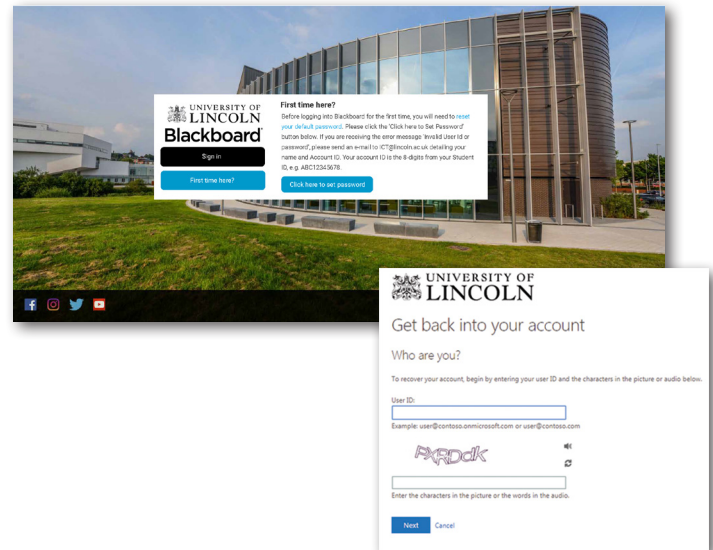 UNIVERSITY OF
LINCOLN
Blackboard
Sign in
First time here?
First time here?
Before logging into Blackboard for the first time, you will need to reset
your default password. Please click the 'Click here to Set Password'
button below. If you are receiving the error message 'Invalid User Id or
password', please send an e-mail to ICT@lincoln.ac.uk detailing your
name and Account ID. Your account ID is the 8-digits from your Student
ID, e.g. ABC12345678.
Click here to set password
UNIVERSITY OF
LINCOLN
Get back into your account
Who are you?
To recover your account, begin by entering your user ID and the characters in the picture or audio below.
User ID:
Example: user@contoso.onmicrosoft.com or user@contoso.com
Enter the characters in the picture or the words in the audio.
Next Cancel